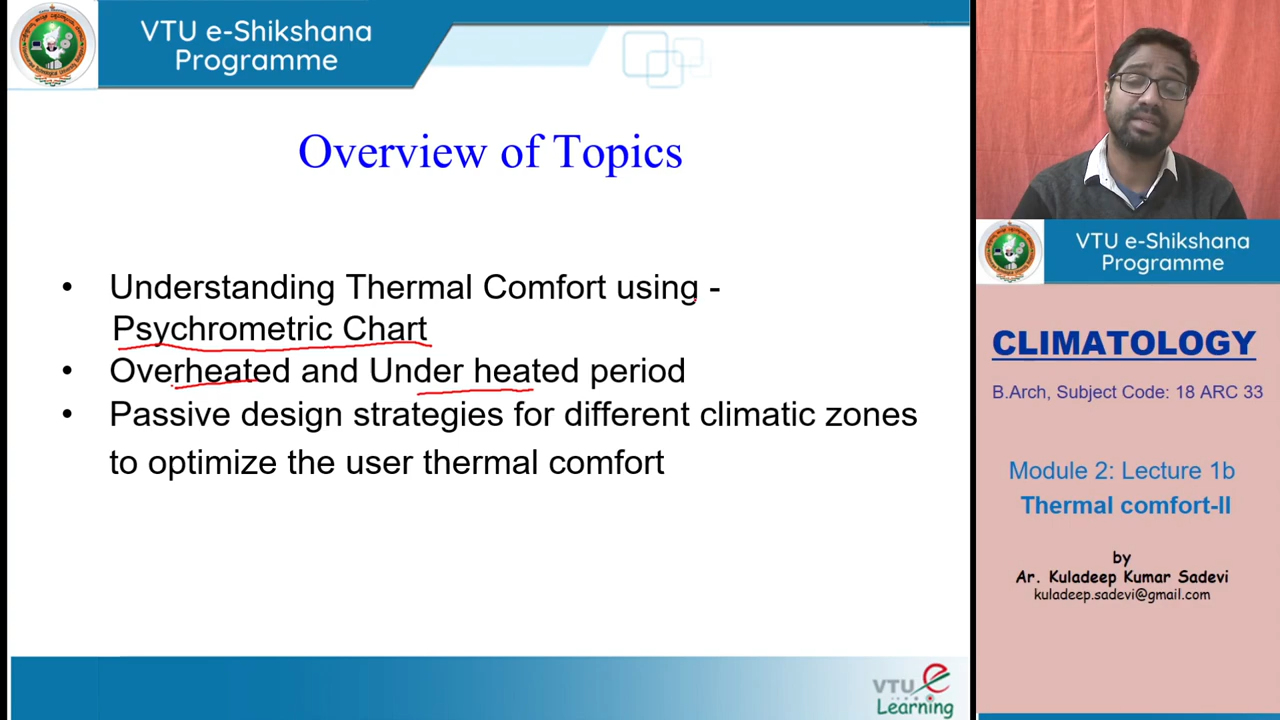 VTU e-Shikshana
Programme
Overview of Topics
• Understanding Thermal Comfort using -
Psychrometric Chart
• Overheated and Under heated period
• Passive design strategies for different climatic zones
to optimize the user thermal comfort
VTU e
Learning
VTU e-Shikshana
Programme
CLIMATOLOGY
B.Arch, Subject Code: 18 ARC 33
Module 2: Lecture 1b
Thermal comfort-II
by
Ar. Kuladeep Kumar Sadevi
kuladeep.sadevi@gmail.com